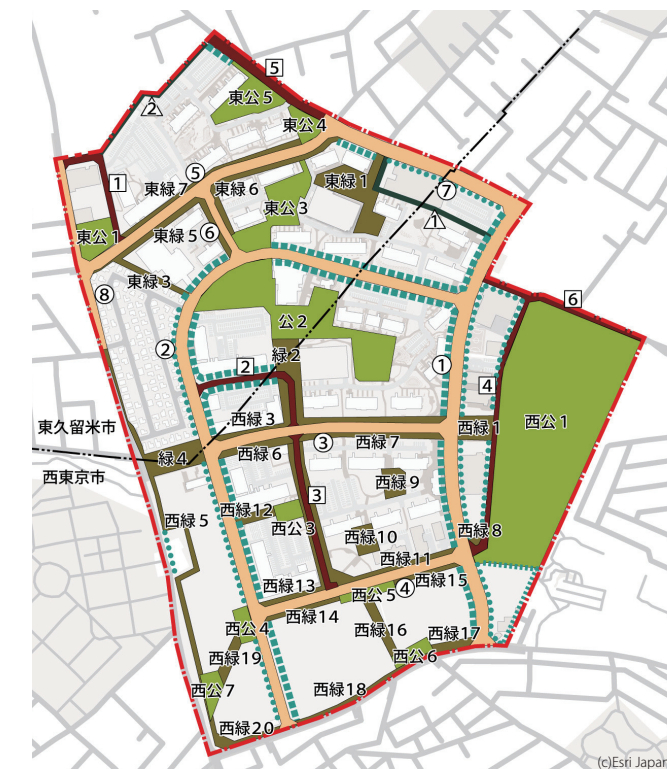 5
東公5
2
東公4
1
5
東緑7
東緑6
東緑1
7
東公3
1
東公1
東緑5
6
東緑3
8
6
公2
2
緑2
1
2
4
西緑3
西公1
東久留米市
3
西緑7
西緑1
緑4
西緑6
西東京市
西緑9
3
西緑12
西緑5
西公3
西緑10
西緑8
西緑11
西緑13
西緑15
4
西公5
西緑14
西公4
西緑16
西緑17
西緑19
西公6
西公7
西緑18
西緑20
(c)Esri Japan